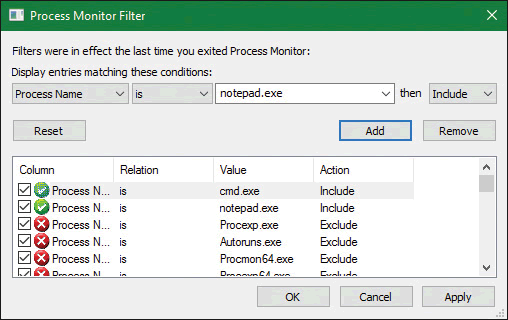 Process Monitor Filter
Filters were in effect the last time you exited Process Monitor:
Display entries matching these conditions:
Process Name is notepad.exe then Include
Reset Add Remove
Column Relation Value Action
Process N... is cmd.exe Include
Process N... is notepad.exe Include
Process N... is Procexp.exe Exclude
Process N... is Autoruns.exe Exclude
Process N... is Procmon64.exe Exclude
Process N... is Procexp64.exe Exclude
OK Cancel Apply